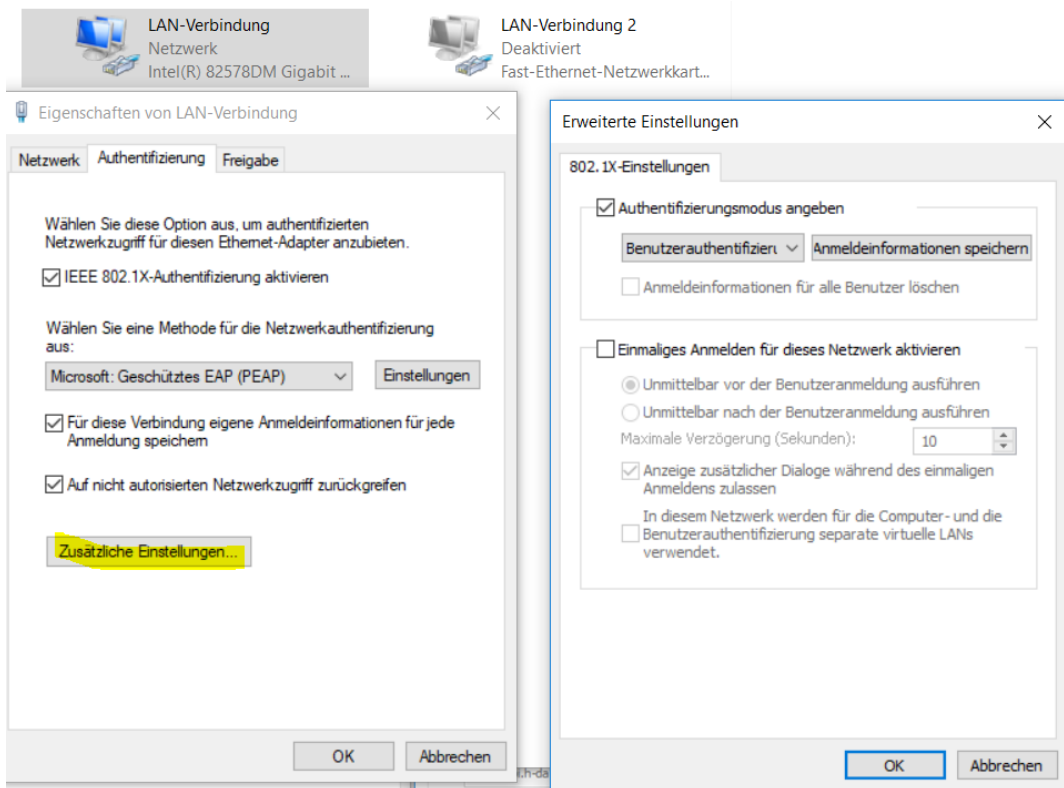 LAN-Verbindung
Netzwerk
Intel(R) 82578DM Gigabit ...
LAN-Verbindung 2
Deaktiviert
Fast-Ethernet-Netzwerkkart...
Eigenschaften von LAN-Verbindung
Netzwerk Authentifizierung Freigabe
Wählen Sie diese Option aus, um authentifizierten
Netzwerkzugriff für diesen Ethernet-Adapter anzubieten.
IEEE 802.1X-Authentifizierung aktivieren
Wählen Sie eine Methode für die Netzwerkauthentifizierung
aus:
Microsoft: Geschütztes EAP (PEAP) Einstellungen
Für diese Verbindung eigene Anmeldeinformationen für jede
Anmeldung speichern
Auf nicht autorisierten Netzwerkzugriff zurückgreifen
Zusätzliche Einstellungen...
OK Abbrechen
Erweiterte Einstellungen
802.1X-Einstellungen
Authentifizierungsmodus angeben
Benutzerauthentifizieru Anmeldeinformationen speichern
Anmeldeinformationen für alle Benutzer löschen
Einmaliges Anmelden für dieses Netzwerk aktivieren
Unmittelbar vor der Benutzeranmeldung ausführen
Unmittelbar nach der Benutzeranmeldung ausführen
Maximale Verzögerung (Sekunden): 10
Anzeige zusätzlicher Dialoge während des einmaligen
Anmeldens zulassen
In diesem Netzwerk werden für die Computer- und die
Benutzerauthentifizierung separate virtuelle LANs
verwendet.
OK Abbrechen